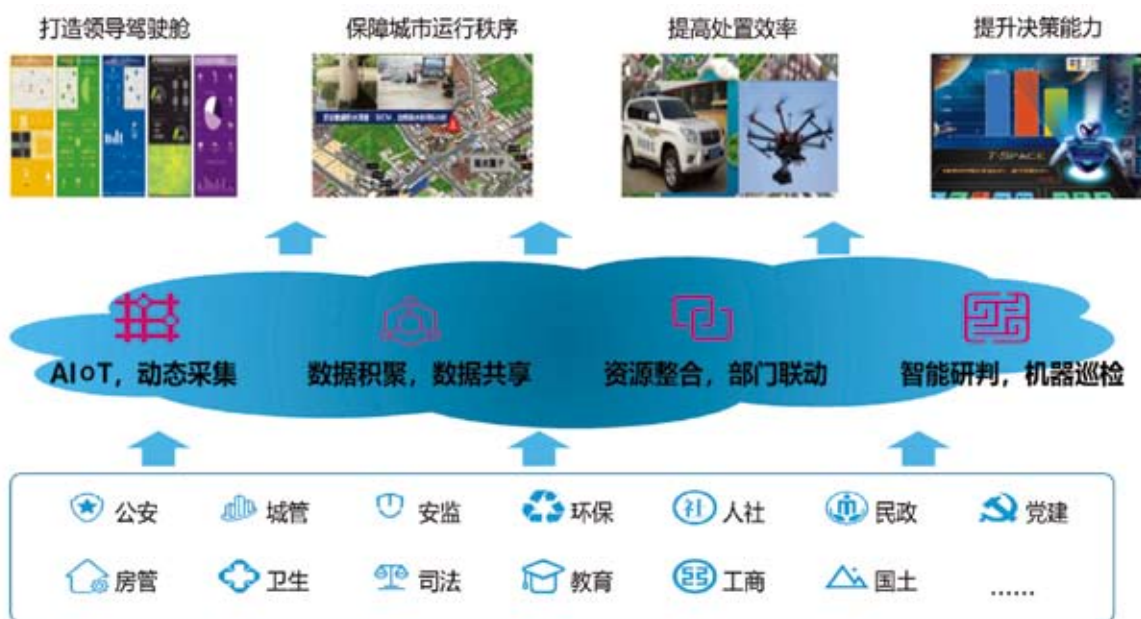 打造领导驾驶舱
保障城市运行秩序
提高处置效率
提升决策能力
T-SPACE
AIoT，动态采集
数据积聚，数据共享
资源整合，部门联动
智能研判，机器巡检
公安
城管
安监
环保
社
人社
民政
党建
房管
卫生
司法
教育
工商
国土
......